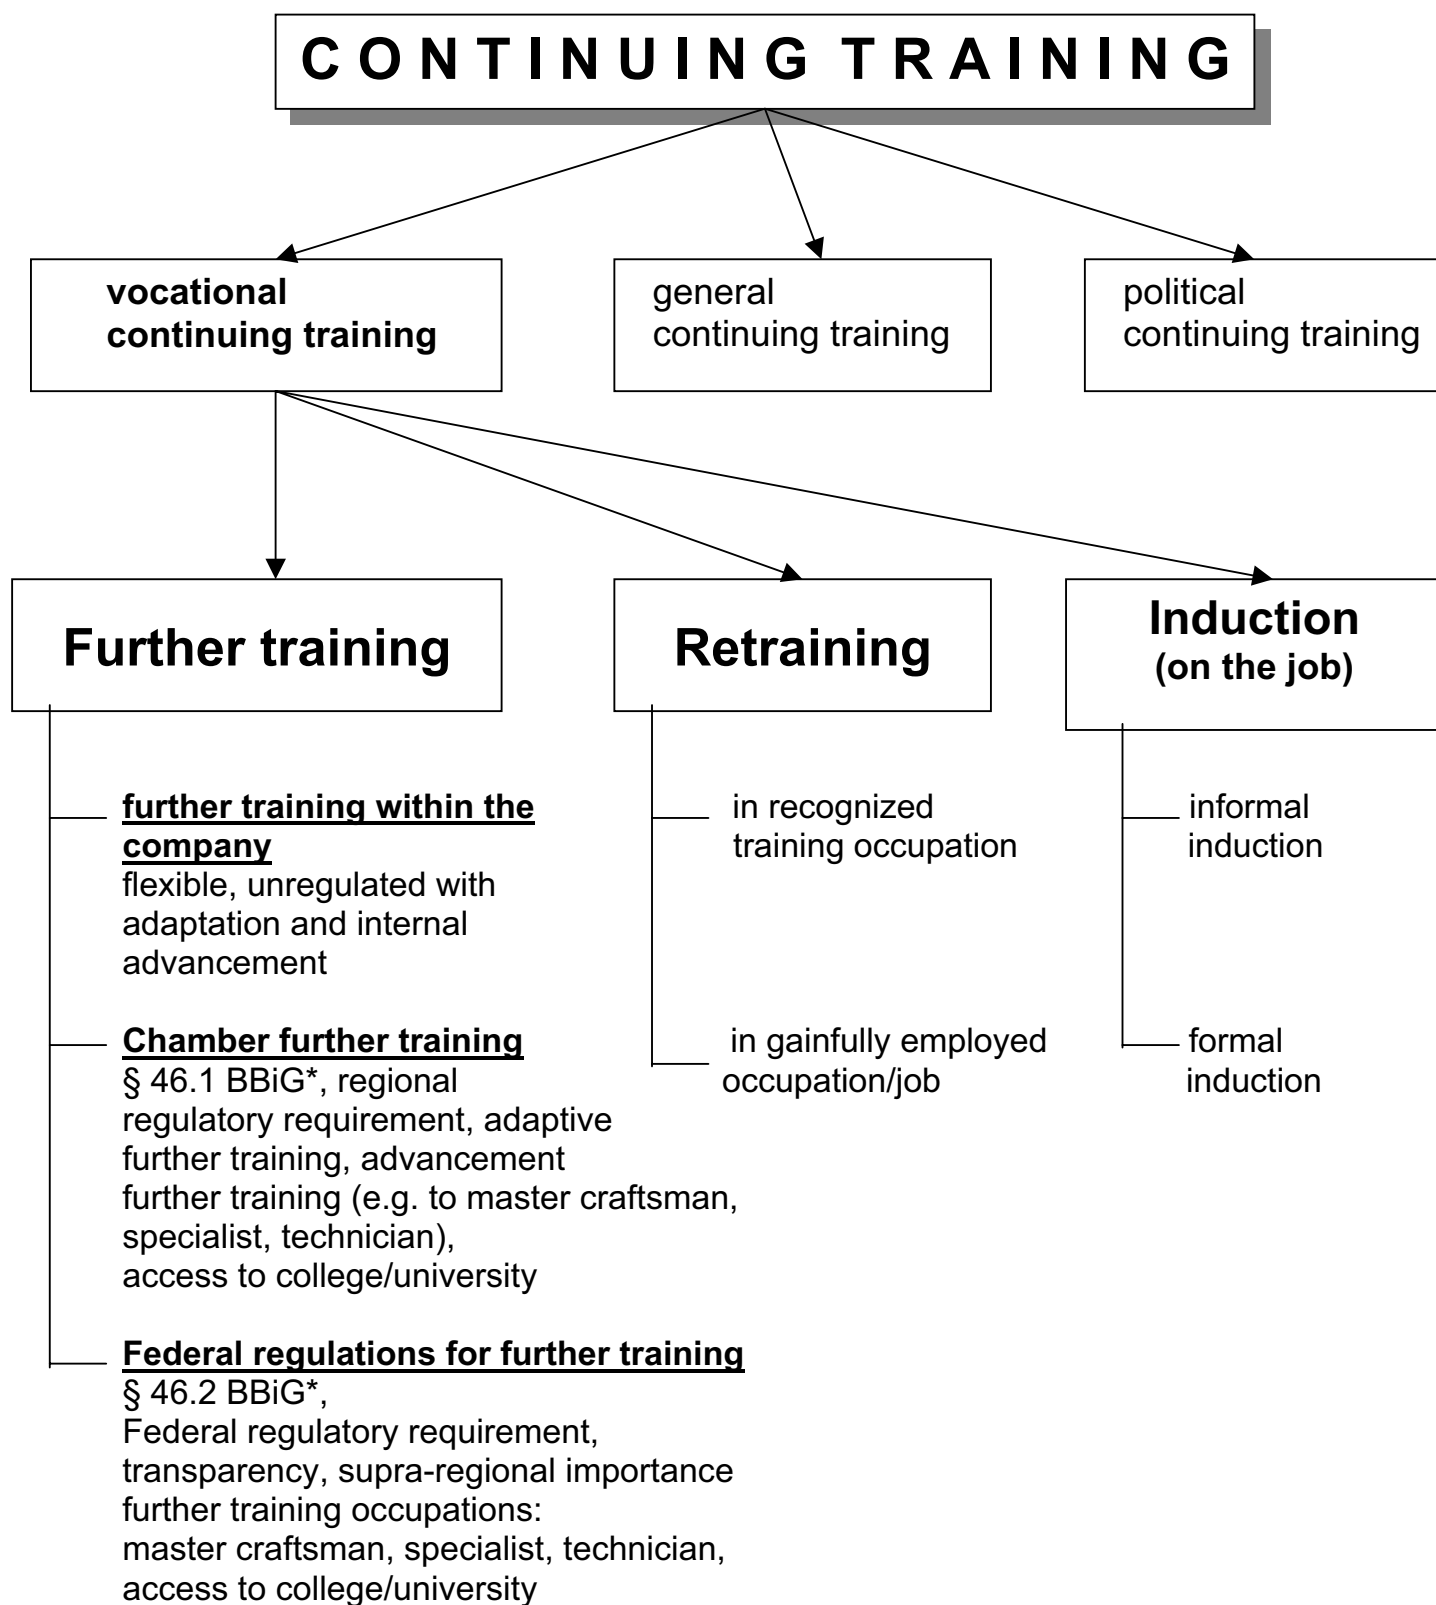 CONTINUING TRAINING
vocational
continuing training
general
continuing training
political
continuing training
Further training
Retraining
Induction
(on the job)
further training within the
company
flexible, unregulated with
adaptation and internal
advancement
Chamber further training
§ 46.1 BBiG*, regional
regulatory requirement, adaptive
further training, advancement
further training (e.g. to master craftsman,
specialist, technician),
access to college/university
Federal regulations for further training
§ 46.2 BBiG*,
Federal regulatory requirement,
transparency, supra-regional importance
further training occupations:
master craftsman, specialist, technician,
access to college/university
in recognized
training occupation
in gainfully employed
occupation/job
informal
induction
formal
induction